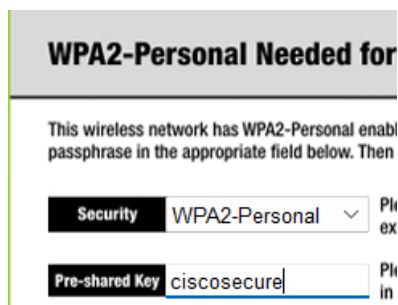 WPA2-Personal Needed for
This wireless network has WPA2-Personal enabl
passphrase in the appropriate field below. Then
Security WPA2-Personal Ple
ex
Pre-shared Key ciscosecure Ple
in